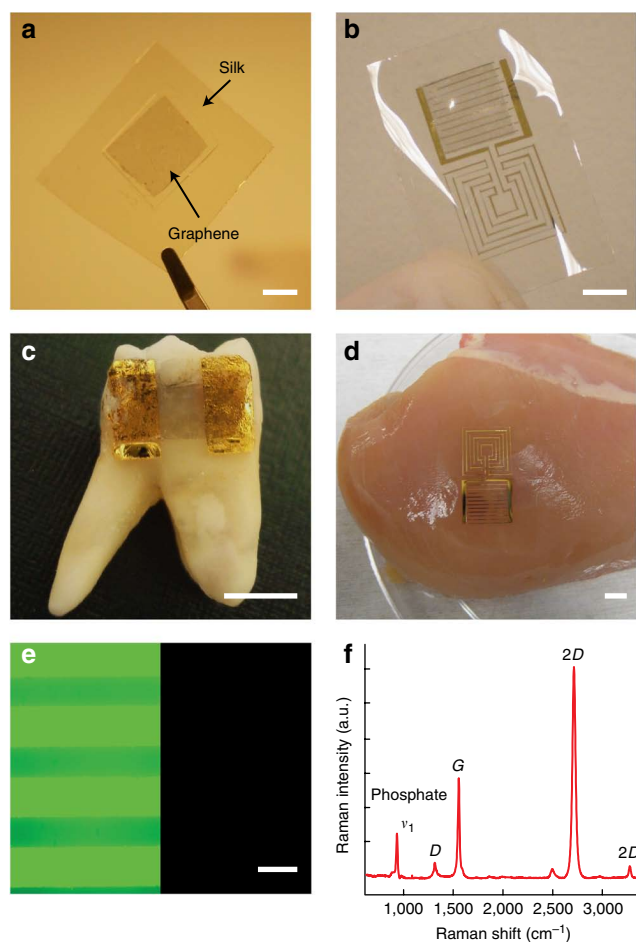 a
Silk
Graphene
b
c
d
e
f
2D
G
Phosphate
ν1
D
2D
Raman intensity (a.u.)
1,000 1,500 2,000 2,500 3,000
Raman shift (cm⁻¹)